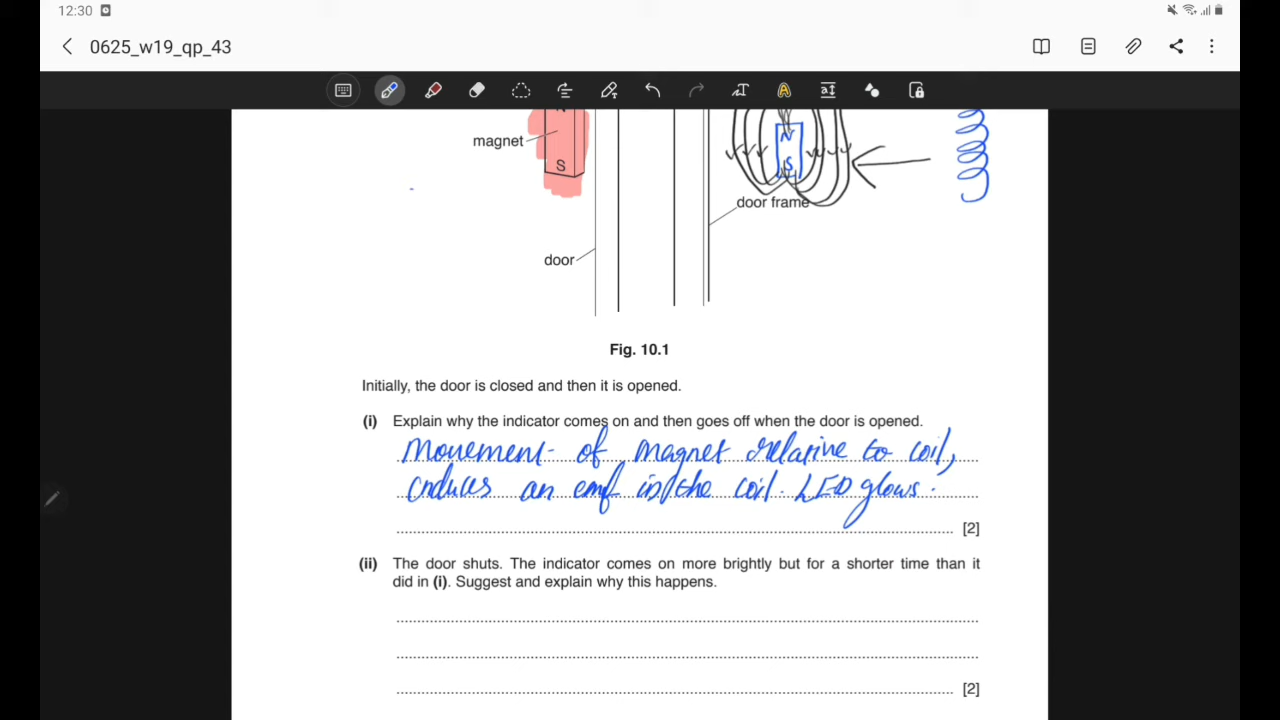 12:30
0625_w19_qp_43
magnet
N
S
S
door frame
door
Fig. 10.1
Initially, the door is closed and then it is opened.
(i) Explain why the indicator comes on and then goes off when the door is opened.
Movement of magnet relative to coil,
induces an emf in the coil. LED glows.
[2]
(ii) The door shuts. The indicator comes on more brightly but for a shorter time than it
did in (i). Suggest and explain why this happens.
[2]